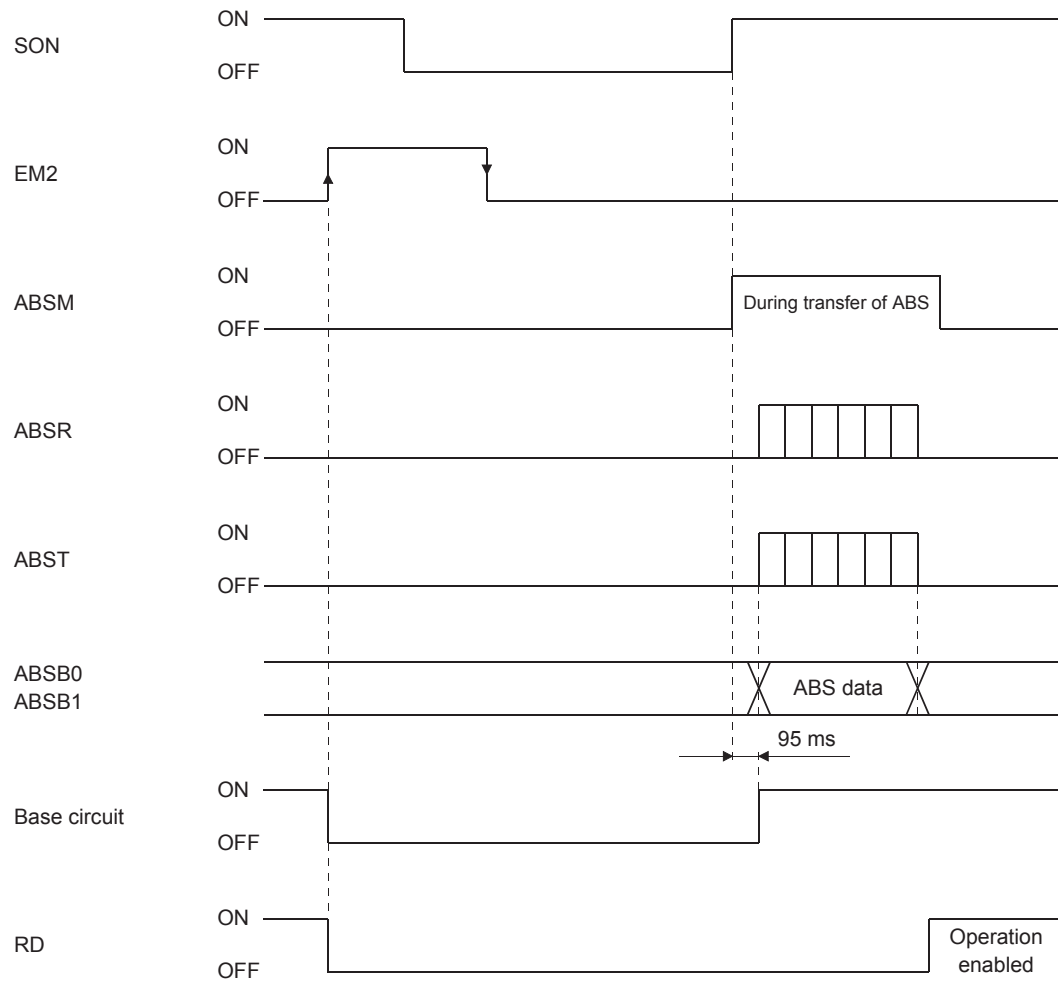 SON
ON
OFF
EM2
ON
OFF
ABSM
ON
OFF
During transfer of ABS
ABSR
ON
OFF
ABST
ON
OFF
ABSB0
ABSB1
ABS data
95 ms
Base circuit
ON
OFF
RD
ON
OFF
Operation
enabled